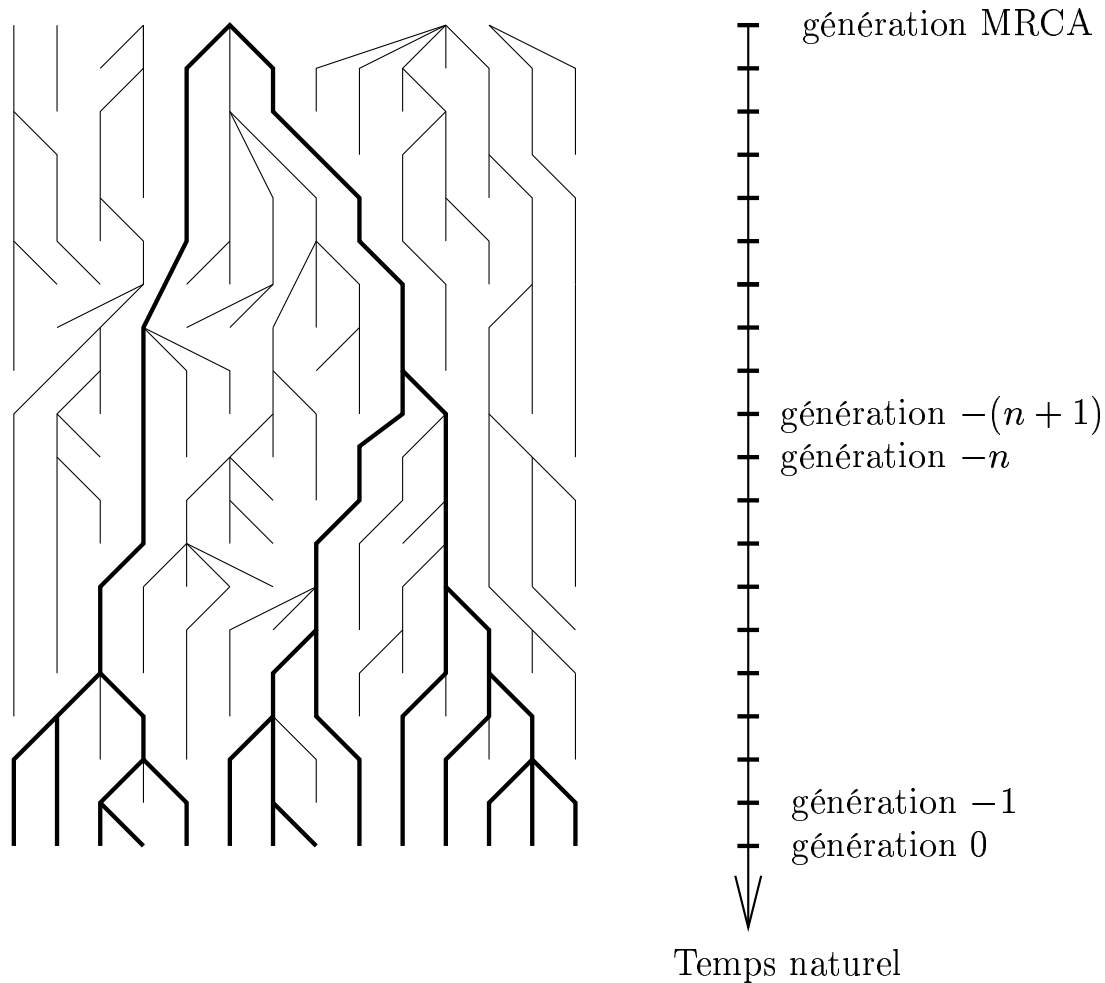 génération MRCA
génération −(n + 1)
génération −n
génération −1
génération 0
Temps naturel